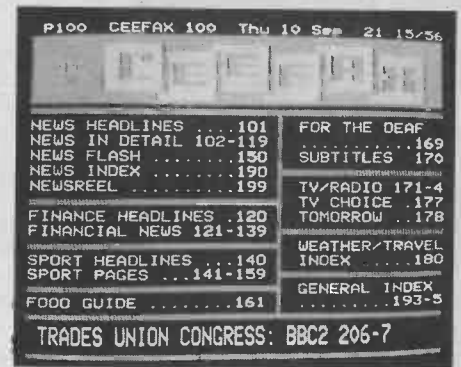 P100 CEEFAX 100 Thu 10 Sep 21 15/56
CEEFAX
NEWS HEADLINES ....101
NEWS IN DETAIL 102-119
NEWS FLASH ........150
NEWS INDEX ........190
NEWSREEL ..........199
FINANCE HEADLINES .120
FINANCIAL NEWS 121-139
SPORT HEADLINES ...140
SPORT PAGES ...141-159
FOOD GUIDE ........161
FOR THE DEAF
...........169
SUBTITLES 170
TV/RADIO 171-4
TV CHOICE .177
TOMORROW ..178
WEATHER/TRAVEL
INDEX .....180
GENERAL INDEX
.........193-5
TRADES UNION CONGRESS: BBC2 206-7